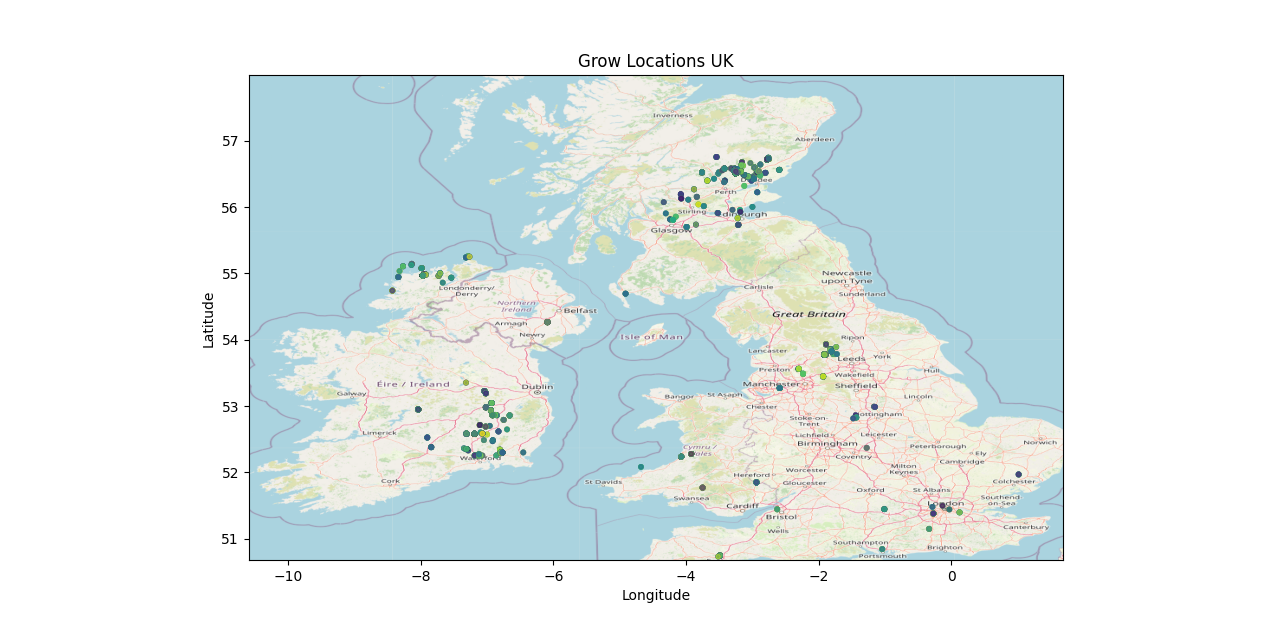 Grow Locations UK
Inverness
Aberdeen
57
Dundee
Perth
56
Stirling
Edinburgh
Glasgow
55
Newcastle
upon Tyne
Londonderry/
Derry
Carlisle
Sunderland
Northern
Ireland
Belfast
Great Britain
Armagh
Newry
Isle of Man
54
Ripon
Lancaster
York
Leeds
Preston
Wakefield
Hull
Éire / Ireland
Dublin
Manchester
Sheffield
Galway
Bangor
St Asaph
Lincoln
53
Chester
Stoke-on-
Trent
Nottingham
Limerick
Lichfield
Leicester
Birmingham
Peterborough
Norwich
Cymru /
Wales
Coventry
Ely
Waterford
Cambridge
52
Worcester
Milton
Keynes
Hereford
Cork
St Davids
Gloucester
Colchester
Oxford
St Albans
Swansea
Southend
-on-Sea
London
Cardiff
Bristol
Canterbury
Wells
51
Southampton
Brighton
Portsmouth
−10
−8
−6
−4
−2
0
Longitude
Latitude